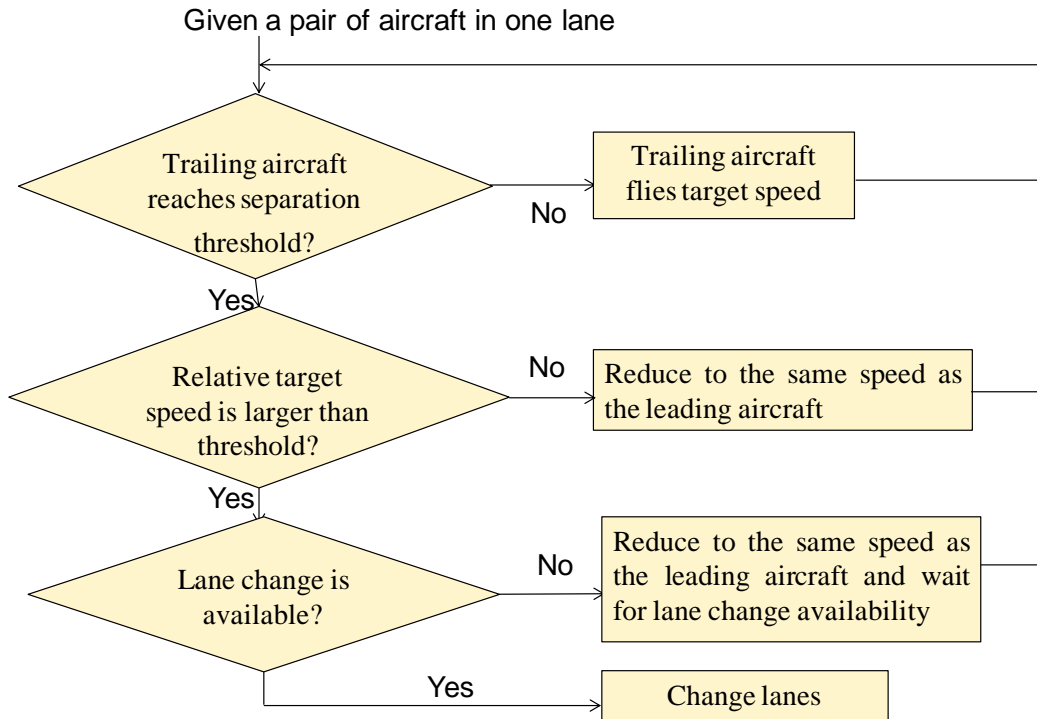 Given a pair of aircraft in one lane
Trailing aircraft
reaches separation
threshold?
No
Trailing aircraft
flies target speed
Yes
Relative target
speed is larger than
threshold?
No
Reduce to the same speed as
the leading aircraft
Yes
Lane change is
available?
No
Reduce to the same speed as
the leading aircraft and wait
for lane change availability
Yes
Change lanes